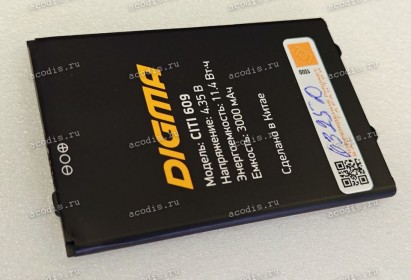 DIGMA
Модель: CITI 609
Напряжение: 4.35 В
Энергоемкость: 11.4 Вт-ч
Емкость: 3000 мАч
Сделано в Китае
acodis.ru